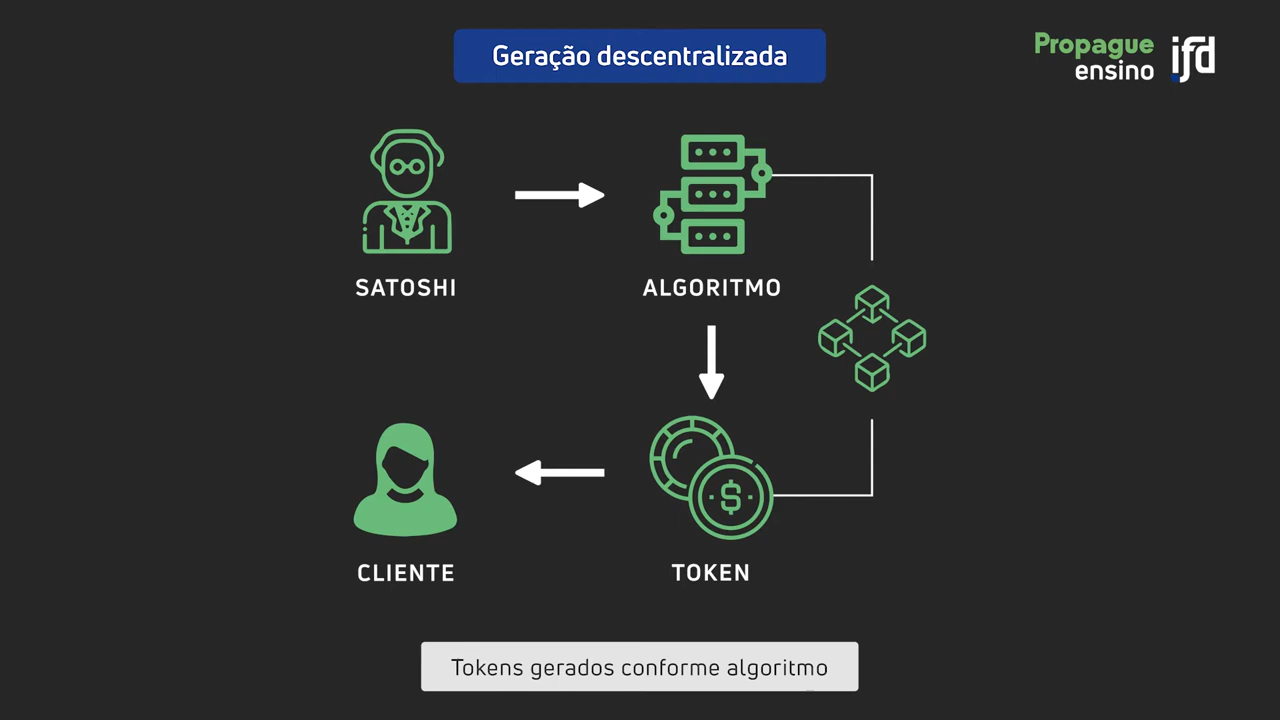 Geração descentralizada
Propague
ensino
ifd
SATOSHI
ALGORITMO
CLIENTE
TOKEN
Tokens gerados conforme algoritmo